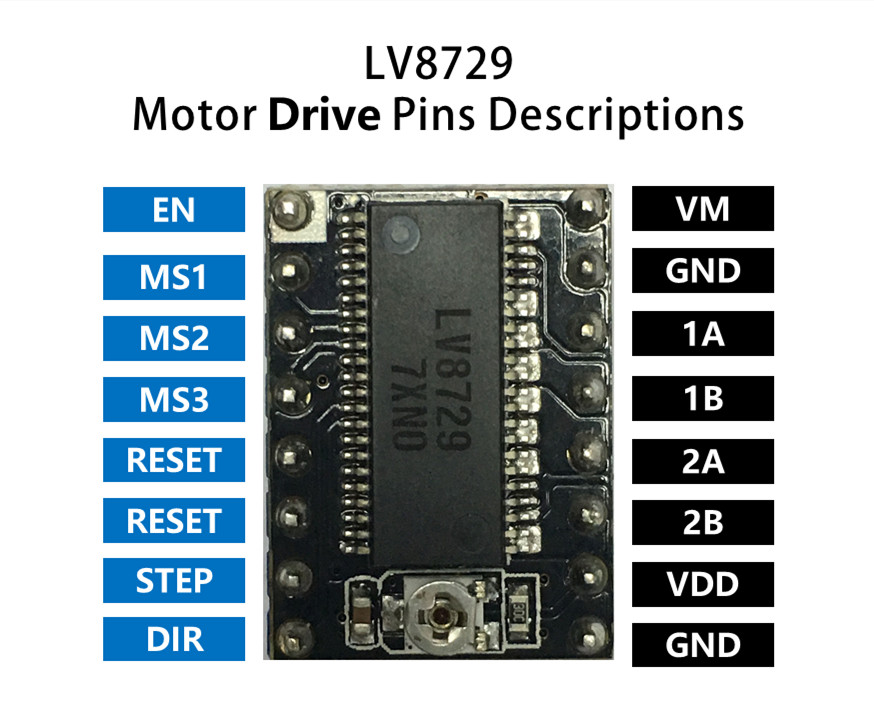 LV8729
Motor Drive Pins Descriptions
EN
VM
MS1
GND
MS2
1A
MS3
1B
RESET
2A
RESET
2B
STEP
VDD
DIR
GND
LV8729
7XNO